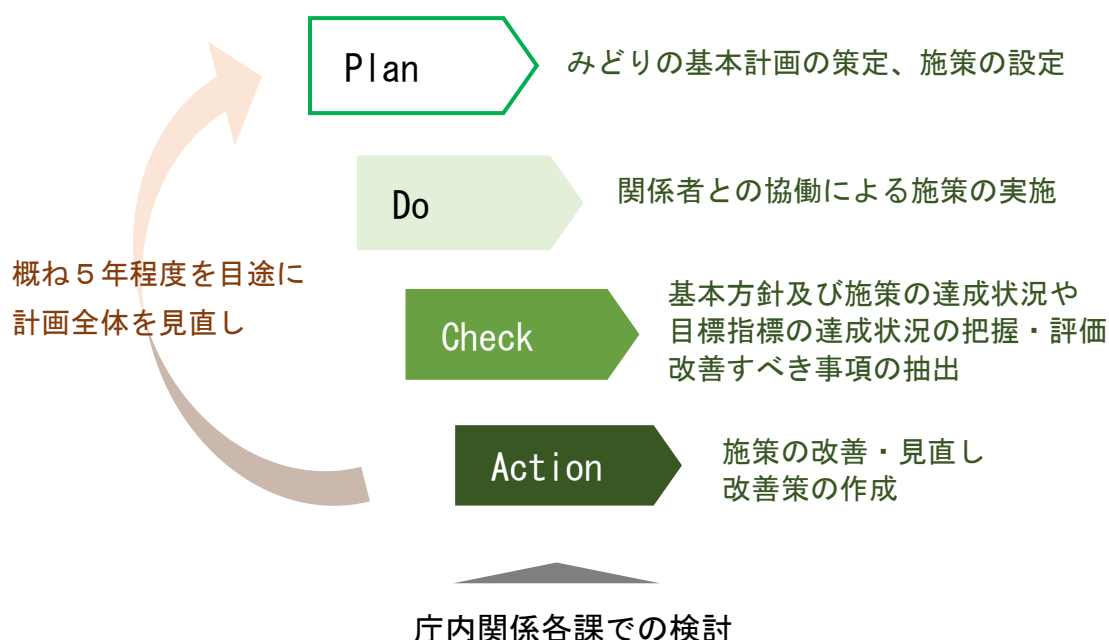 Plan
みどりの基本計画の策定、施策の設定
Do
関係者との協働による施策の実施
概ね５年程度を目途に
計画全体を見直し
Check
基本方針及び施策の達成状況や
目標指標の達成状況の把握・評価
改善すべき事項の抽出
Action
施策の改善・見直し
改善策の作成
庁内関係各課での検討